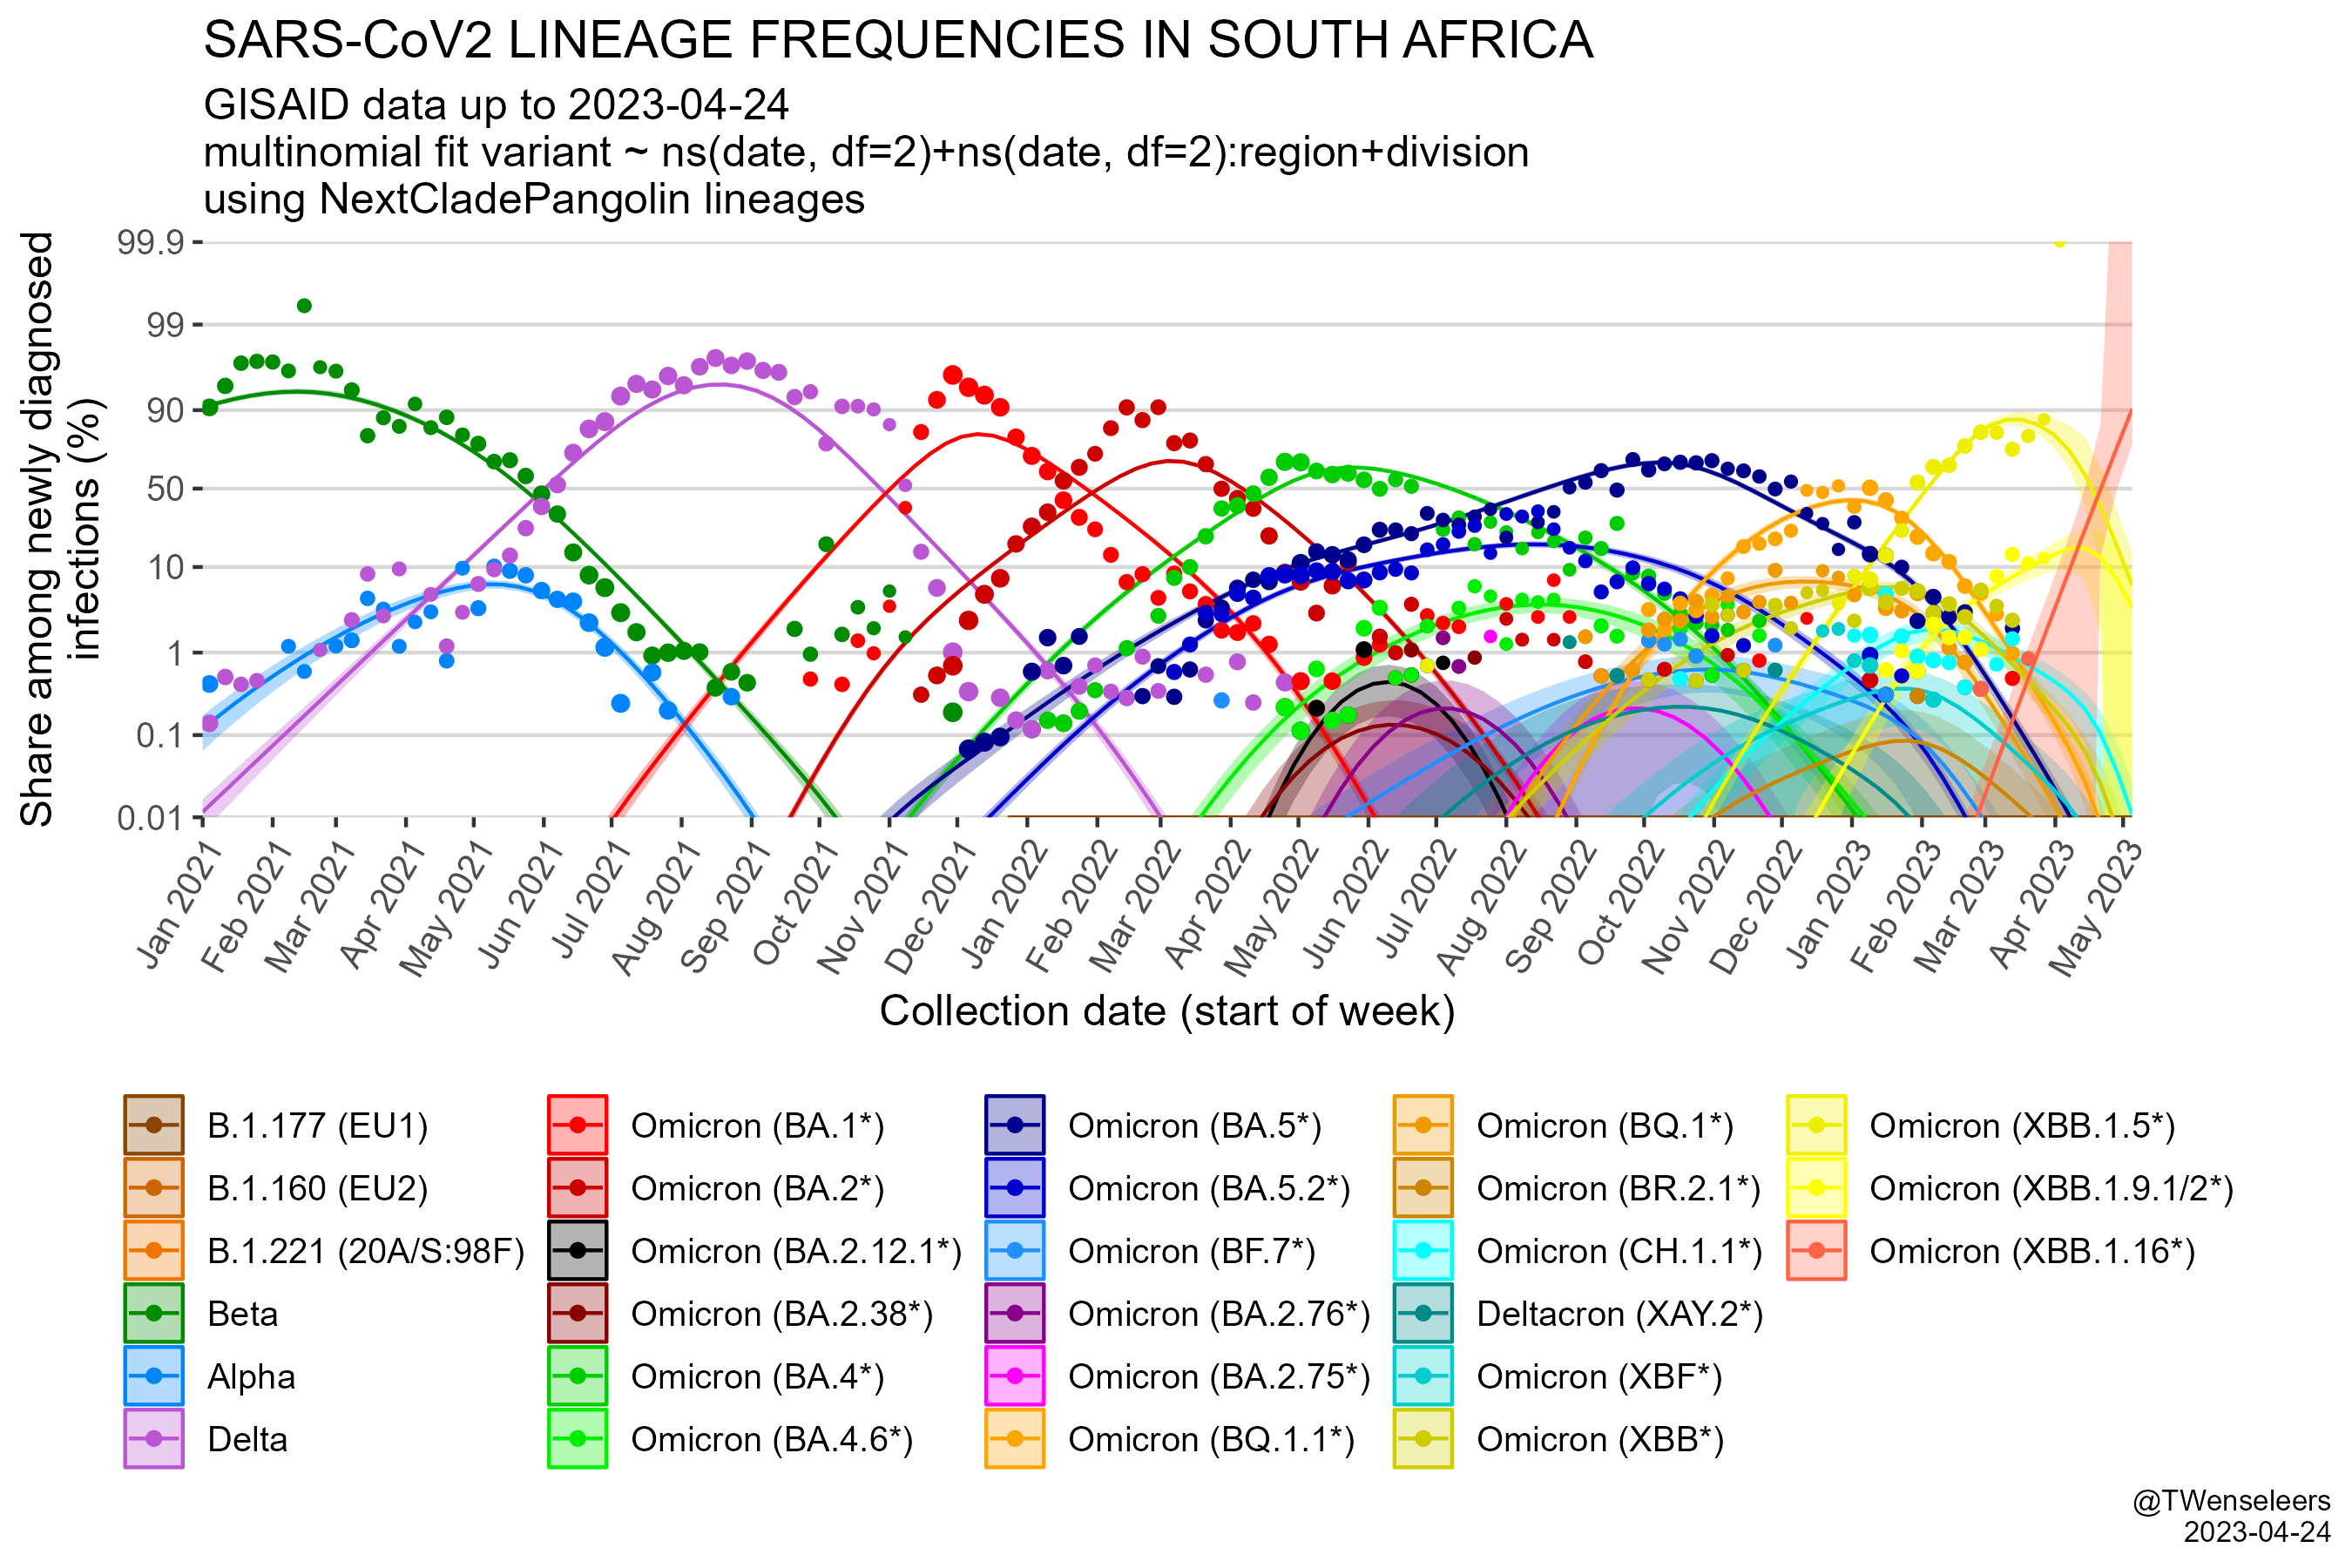 SARS-CoV2 LINEAGE FREQUENCIES IN SOUTH AFRICA
GISAID data up to 2023-04-24
multinomial fit variant ~ ns(date, df=2)+ns(date, df=2):region+division
using NextCladePangolin lineages
Share among newly diagnosed
infections (%)
99.9
99
90
50
10
1
0.1
0.01
Jan 2021
Feb 2021
Mar 2021
Apr 2021
May 2021
Jun 2021
Jul 2021
Aug 2021
Sep 2021
Oct 2021
Nov 2021
Dec 2021
Jan 2022
Feb 2022
Mar 2022
Apr 2022
May 2022
Jun 2022
Jul 2022
Aug 2022
Sep 2022
Oct 2022
Nov 2022
Dec 2022
Jan 2023
Feb 2023
Mar 2023
Apr 2023
May 2023
Collection date (start of week)
B.1.177 (EU1)
B.1.160 (EU2)
B.1.221 (20A/S:98F)
Beta
Alpha
Delta
Omicron (BA.1*)
Omicron (BA.2*)
Omicron (BA.2.12.1*)
Omicron (BA.2.38*)
Omicron (BA.4*)
Omicron (BA.4.6*)
Omicron (BA.5*)
Omicron (BA.5.2*)
Omicron (BF.7*)
Omicron (BA.2.76*)
Omicron (BA.2.75*)
Omicron (BQ.1.1*)
Omicron (BQ.1*)
Omicron (BR.2.1*)
Omicron (CH.1.1*)
Deltacron (XAY.2*)
Omicron (XBF*)
Omicron (XBB*)
Omicron (XBB.1.5*)
Omicron (XBB.1.9.1/2*)
Omicron (XBB.1.16*)
@TWenseleers
2023-04-24